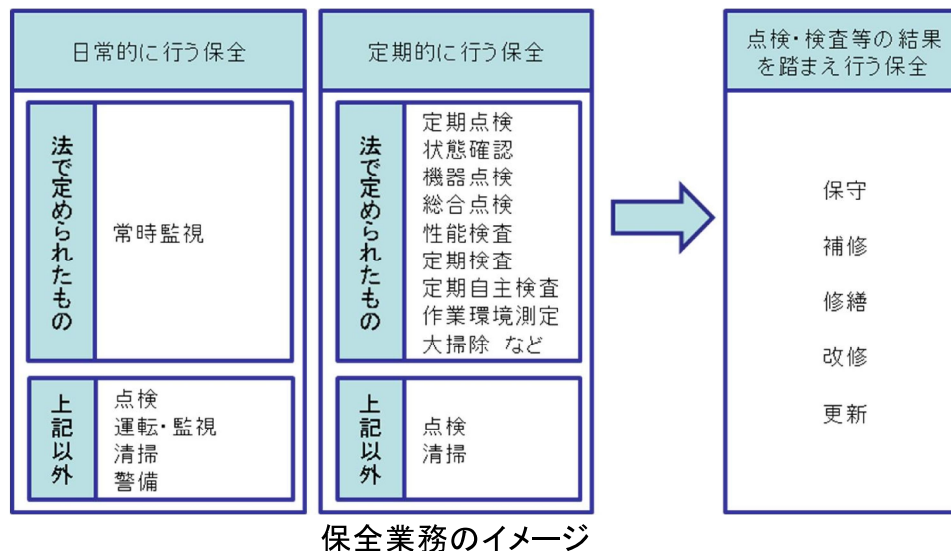 日常的に行う保全
法で定められたもの
常時監視
上記以外
点検
運転・監視
清掃
警備
定期的に行う保全
法で定められたもの
定期点検
状態確認
機器点検
総合点検
性能検査
定期検査
定期自主検査
作業環境測定
大掃除 など
上記以外
点検
清掃
点検・検査等の結果
を踏まえ行う保全
保守
補修
修繕
改修
更新
保全業務のイメージ